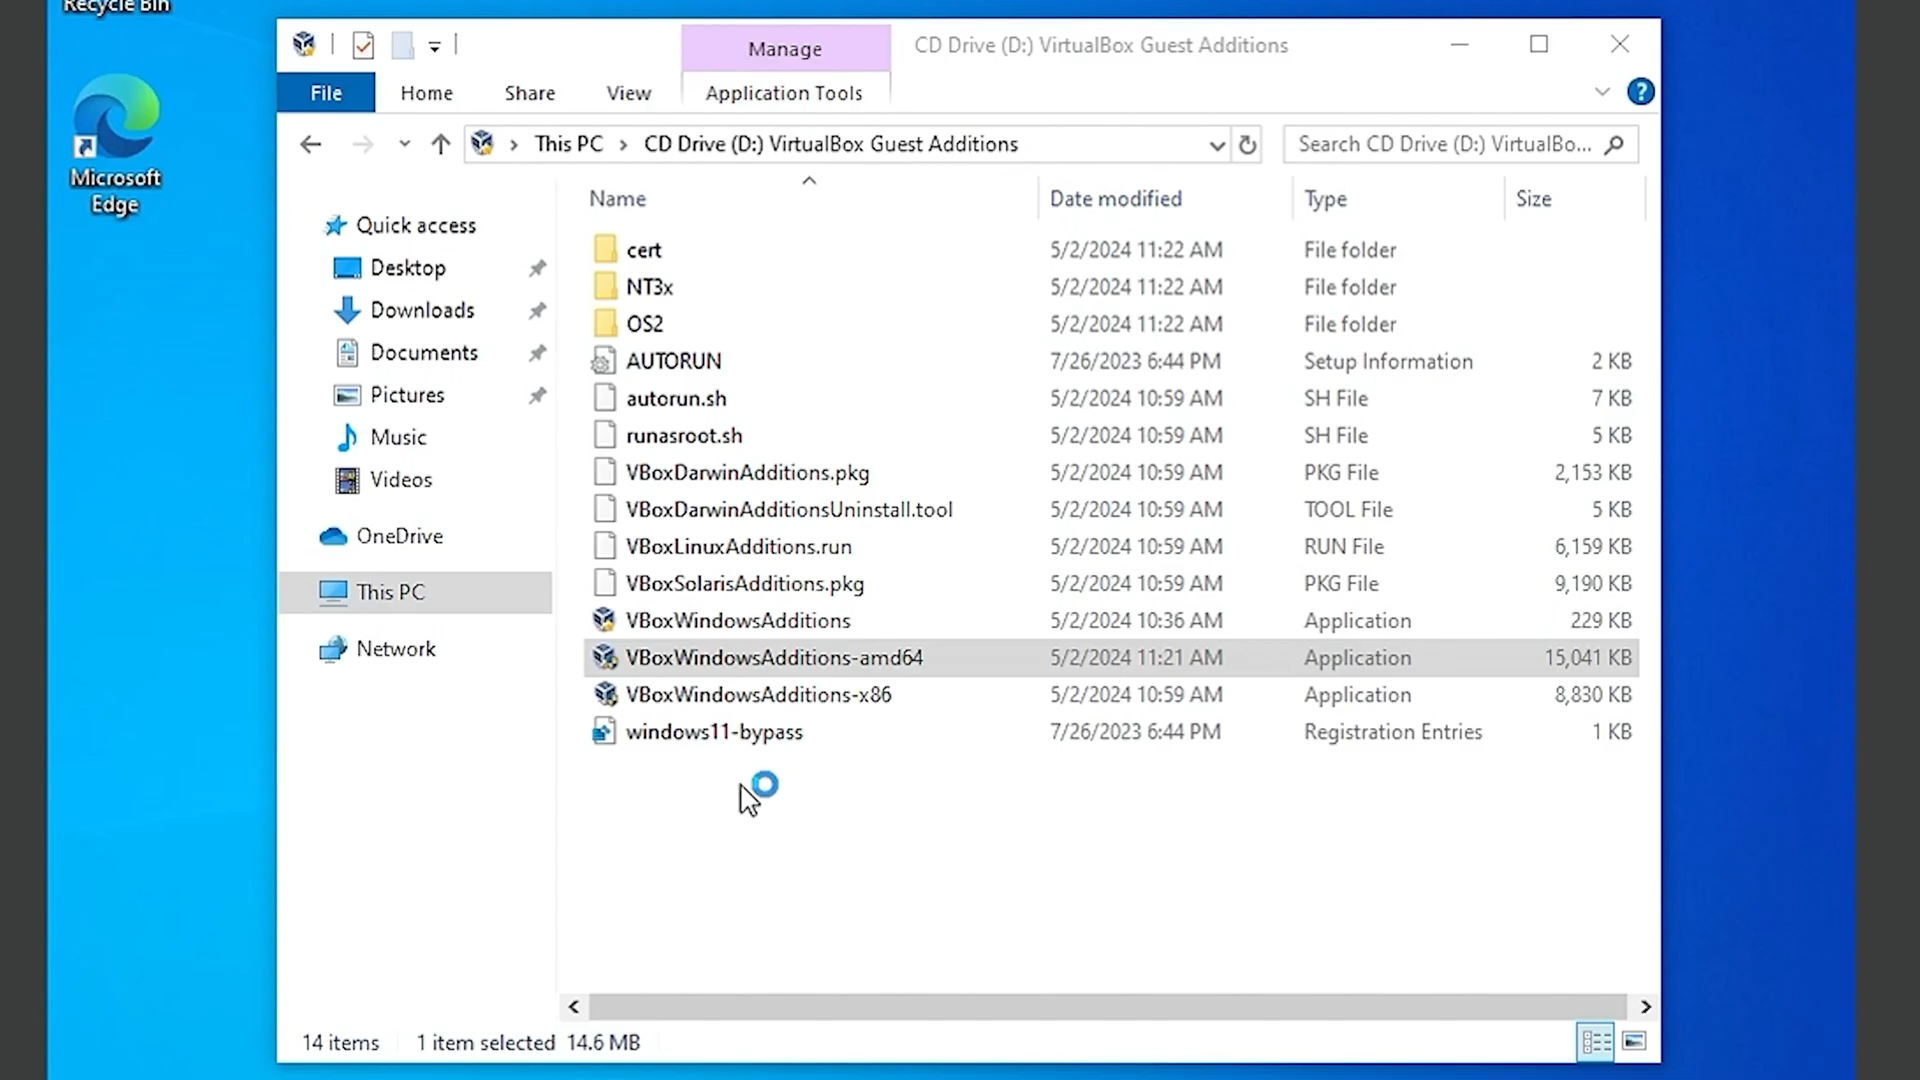 Recycle Bin
Microsoft
Edge
Manage
CD Drive (D:) VirtualBox Guest Additions
File
Home
Share
View
Application Tools
?
This PC
CD Drive (D:) VirtualBox Guest Additions
Search CD Drive (D:) VirtualBo...
Name
Date modified
Type
Size
Quick access
Desktop
Downloads
Documents
Pictures
Music
Videos
OneDrive
This PC
Network
cert 5/2/2024 11:22 AM File folder
NT3x 5/2/2024 11:22 AM File folder
OS2 5/2/2024 11:22 AM File folder
AUTORUN 7/26/2023 6:44 PM Setup Information 2 KB
autorun.sh 5/2/2024 10:59 AM SH File 7 KB
runasroot.sh 5/2/2024 10:59 AM SH File 5 KB
VBoxDarwinAdditions.pkg 5/2/2024 10:59 AM PKG File 2,153 KB
VBoxDarwinAdditionsUninstall.tool 5/2/2024 10:59 AM TOOL File 5 KB
VBoxLinuxAdditions.run 5/2/2024 10:59 AM RUN File 6,159 KB
VBoxSolarisAdditions.pkg 5/2/2024 10:59 AM PKG File 9,190 KB
VBoxWindowsAdditions 5/2/2024 10:36 AM Application 229 KB
VBoxWindowsAdditions-amd64 5/2/2024 11:21 AM Application 15,041 KB
VBoxWindowsAdditions-x86 5/2/2024 10:59 AM Application 8,830 KB
windows11-bypass 7/26/2023 6:44 PM Registration Entries 1 KB
14 items
1 item selected 14.6 MB